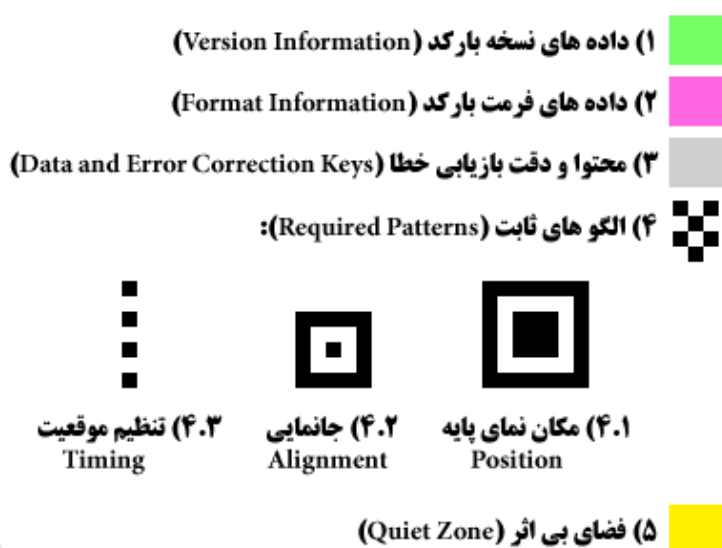 ۱) داده های نسخه بارکد (Version Information)
۲) داده های فرمت بارکد (Format Information)
۳) محتوا و دقت بازیابی خطا (Data and Error Correction Keys)
۴) الگو های ثابت (Required Patterns):
۴.۱) مکان نمای پایه
Position
۴.۲) جانمایی
Alignment
۴.۳) تنظیم موقعیت
Timing
۵) فضای بی اثر (Quiet Zone)